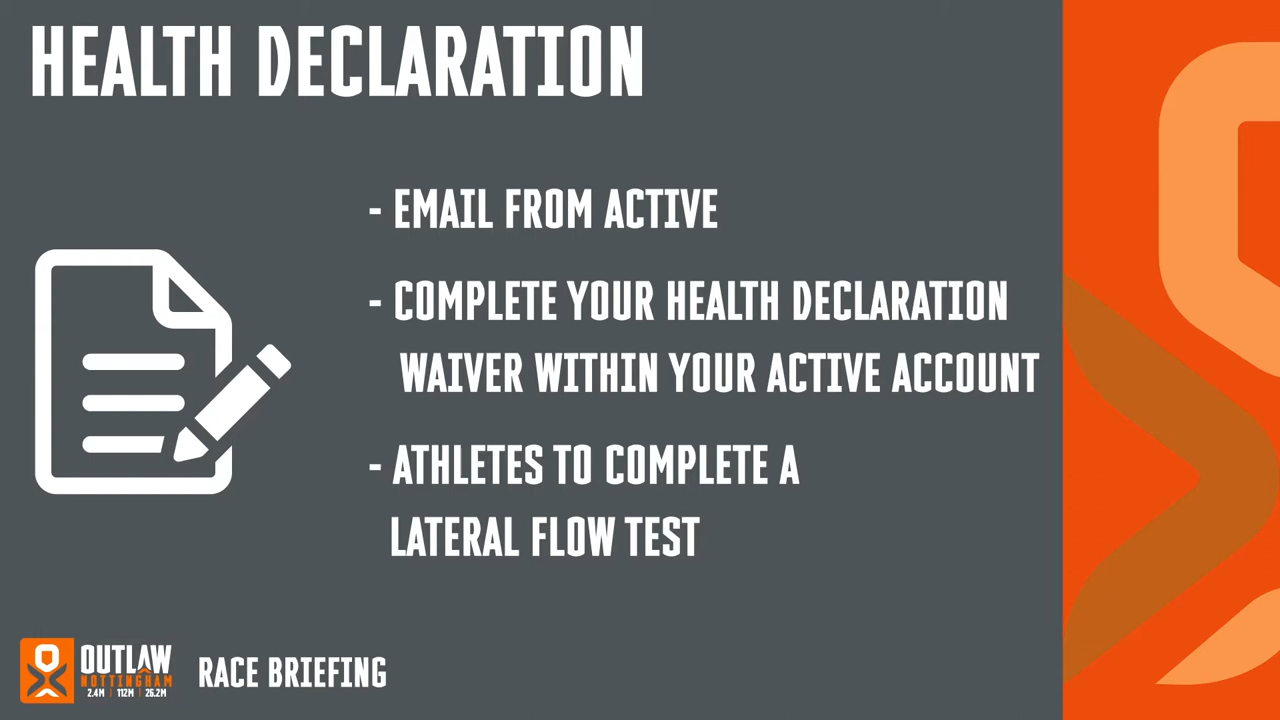 HEALTH DECLARATION
- EMAIL FROM ACTIVE
- COMPLETE YOUR HEALTH DECLARATION
WAIVER WITHIN YOUR ACTIVE ACCOUNT
- ATHLETES TO COMPLETE A
LATERAL FLOW TEST
OUTLAW
NOTTINGHAM
2.4M | 112M | 26.2M
RACE BRIEFING